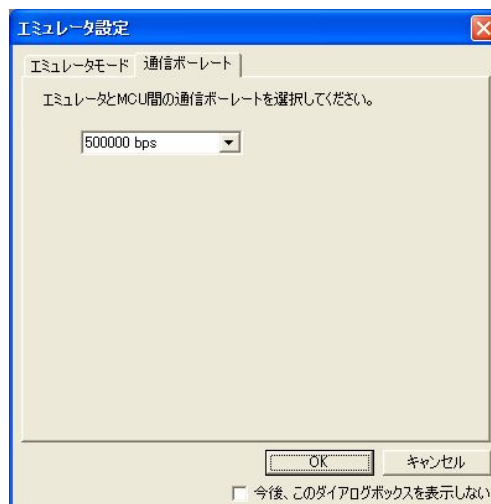 エミュレータ設定
エミュレータモード 通信ボーレート
エミュレータとMCU間の通信ボーレートを選択してください。
500000 bps
OK キャンセル
今後、このダイアログボックスを表示しない